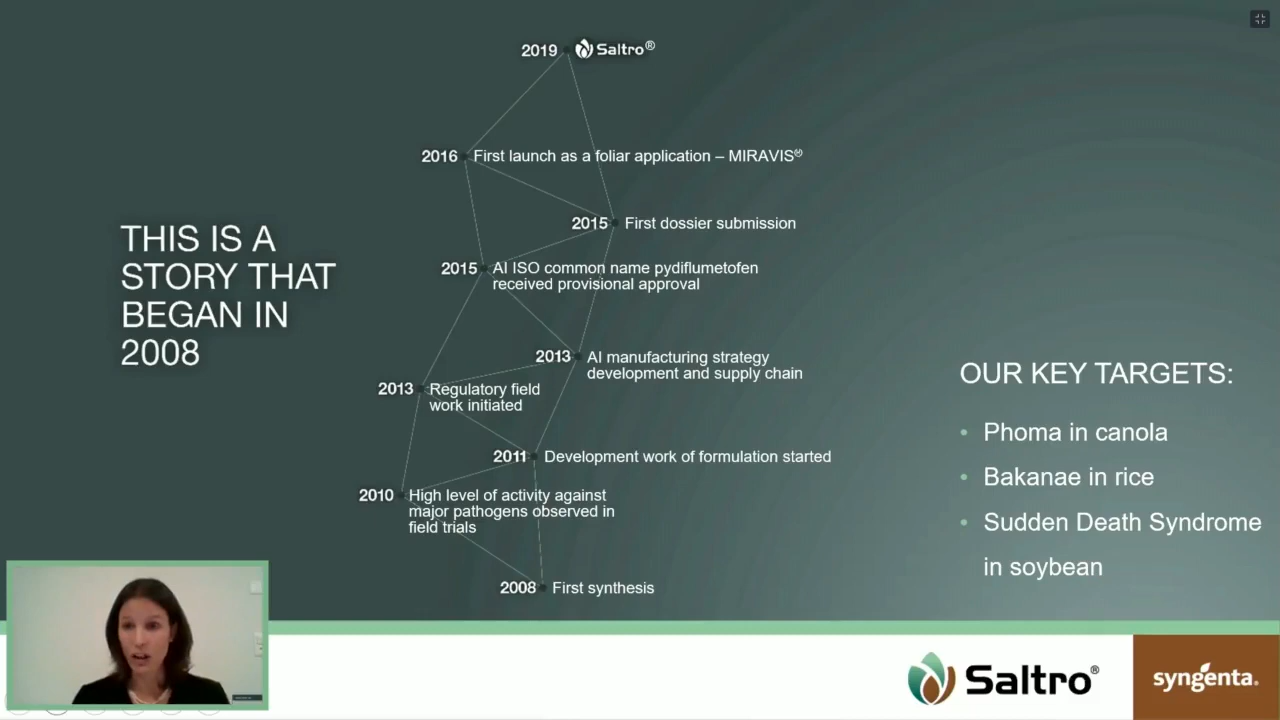 2019 Saltro®
2016 First launch as a foliar application – MIRAVIS®
2015 First dossier submission
THIS IS A
STORY THAT
BEGAN IN
2008
2015 AI ISO common name pydiflumetofen
received provisional approval
2013 AI manufacturing strategy
development and supply chain
2013 Regulatory field
work initiated
2011 Development work of formulation started
2010 High level of activity against
major pathogens observed in
field trials
2008 First synthesis
OUR KEY TARGETS:
• Phoma in canola
• Bakanae in rice
• Sudden Death Syndrome
in soybean
Saltro®
syngenta.